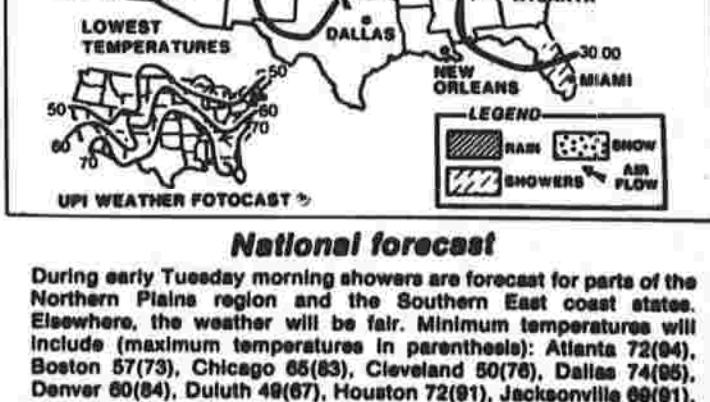 LOWEST
TEMPERATURES
DALLAS
30.00
NEW
ORLEANS
MIAMI
50
50
60
70
60
70
LEGEND
RAIN
SNOW
SHOWERS
AIR
FLOW
UPI WEATHER FOTOCAST
National forecast
During early Tuesday morning showers are forecast for parts of the
Northern Plains region and the Southern East coast states.
Elsewhere, the weather will be fair. Minimum temperatures will
include (maximum temperatures in parenthesis): Atlanta 72(94),
Boston 57(73), Chicago 65(83), Cleveland 50(76), Dallas 74(95),
Denver 60(84), Duluth 49(67), Houston 72(91), Jacksonville 69(91),